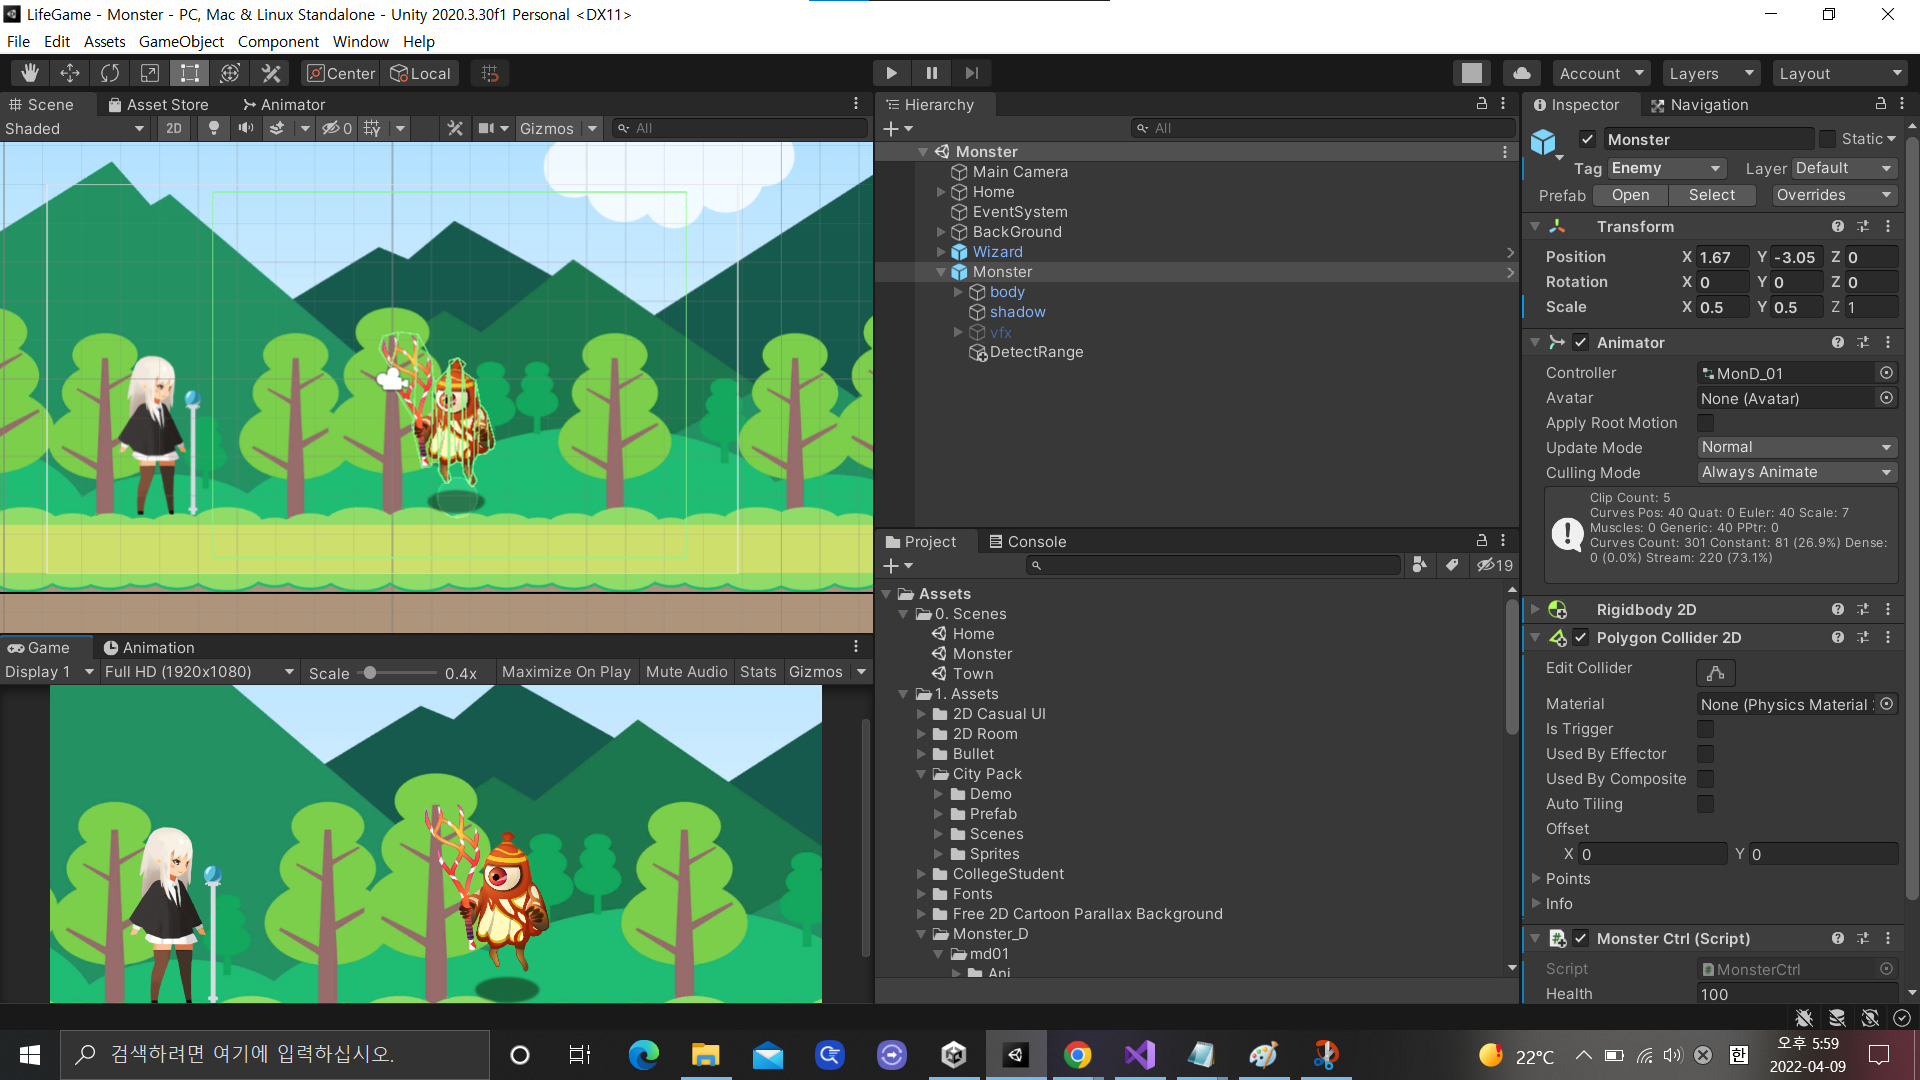 LifeGame - Monster - PC, Mac & Linux Standalone - Unity 2020.3.30f1 Personal <DX11>
File Edit Assets GameObject Component Window Help
Center Local Account Layers Layout
Scene Asset Store Animator
Shaded 2D 0 Gizmos All
Hierarchy
All
Monster
Main Camera
Home
EventSystem
BackGround
Wizard
Monster
body
shadow
vfx
DetectRange
Inspector Navigation
Monster Static
Tag Enemy Layer Default
Prefab Open Select Overrides
Transform
Position X 1.67 Y -3.05 Z 0
Rotation X 0 Y 0 Z 0
Scale X 0.5 Y 0.5 Z 1
Animator
Controller MonD_01
Avatar None (Avatar)
Apply Root Motion
Update Mode Normal
Culling Mode Always Animate
Clip Count: 5
Curves Pos: 40 Quat: 0 Euler: 40 Scale: 7
Muscles: 0 Generic: 40 PPtr: 0
Curves Count: 301 Constant: 81 (26.9%) Dense:
0 (0.0%) Stream: 220 (73.1%)
Rigidbody 2D
Polygon Collider 2D
Edit Collider
Material None (Physics Material
Is Trigger
Used By Effector
Used By Composite
Auto Tiling
Offset
X 0 Y 0
Points
Info
Monster Ctrl (Script)
Script MonsterCtrl
Health 100
Project Console
19
Assets
0. Scenes
Home
Monster
Town
1. Assets
2D Casual UI
2D Room
Bullet
City Pack
Demo
Prefab
Scenes
Sprites
CollegeStudent
Fonts
Free 2D Cartoon Parallax Background
Monster_D
md01
Ani
Game Animation
Display 1 Full HD (1920x1080) Scale 0.4x Maximize On Play Mute Audio Stats Gizmos
검색하려면 여기에 입력하십시오.
22°C
한
오후 5:59
2022-04-09